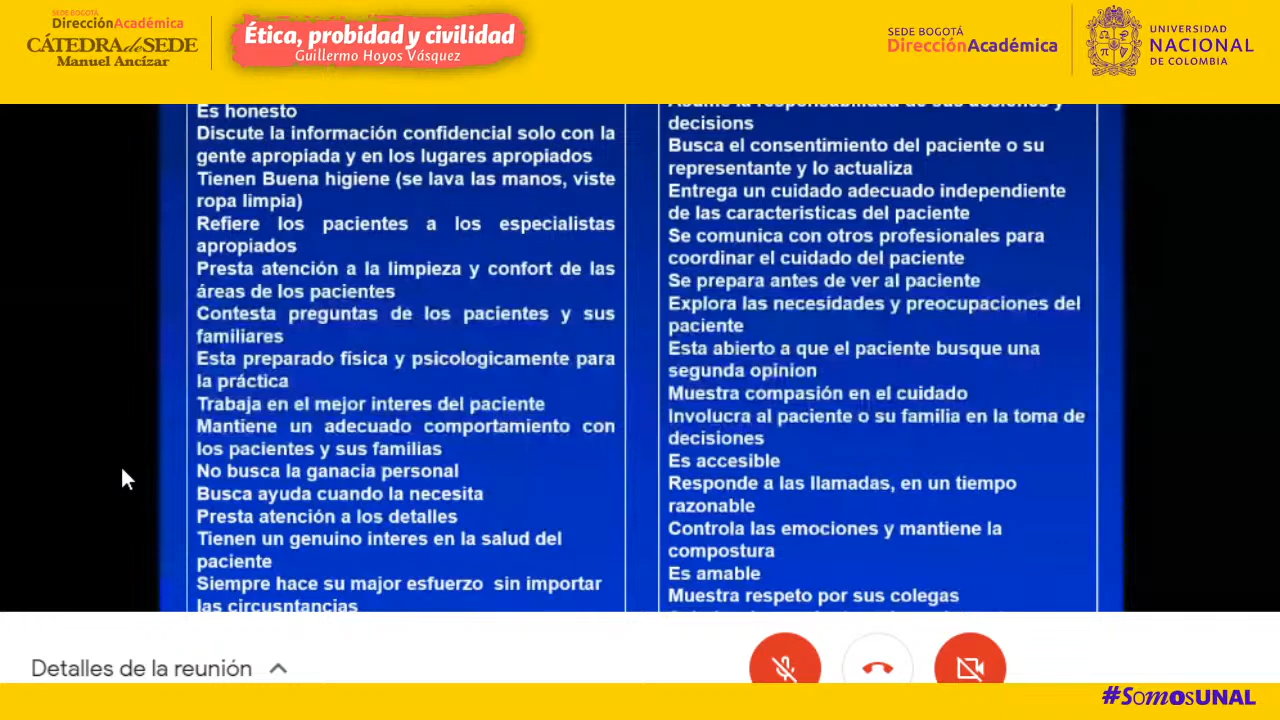 SEDE BOGOTÁ
DirecciónAcadémica
CÁTEDRAdeSEDE
Manuel Ancízar
Ética, probidad y civilidad
Guillermo Hoyos Vásquez
SEDE BOGOTÁ
DirecciónAcadémica
UNIVERSIDAD
NACIONAL
DE COLOMBIA
Es honesto
Discute la información confidencial solo con la
gente apropiada y en los lugares apropiados
Tienen Buena higiene (se lava las manos, viste
ropa limpia)
Refiere los pacientes a los especialistas
apropiados
Presta atención a la limpieza y confort de las
áreas de los pacientes
Contesta preguntas de los pacientes y sus
familiares
Esta preparado física y psicologicamente para
la práctica
Trabaja en el mejor interes del paciente
Mantiene un adecuado comportamiento con
los pacientes y sus familias
No busca la ganacia personal
Busca ayuda cuando la necesita
Presta atención a los detalles
Tienen un genuino interes en la salud del
paciente
Siempre hace su major esfuerzo sin importar
las circusntancias
decisions
Busca el consentimiento del paciente o su
representante y lo actualiza
Entrega un cuidado adecuado independiente
de las caracteristicas del paciente
Se comunica con otros profesionales para
coordinar el cuidado del paciente
Se prepara antes de ver al paciente
Explora las necesidades y preocupaciones del
paciente
Esta abierto a que el paciente busque una
segunda opinion
Muestra compasión en el cuidado
Involucra al paciente o su familia en la toma de
decisiones
Es accesible
Responde a las llamadas, en un tiempo
razonable
Controla las emociones y mantiene la
compostura
Es amable
Muestra respeto por sus colegas
Detalles de la reunión
#SomosUNAL